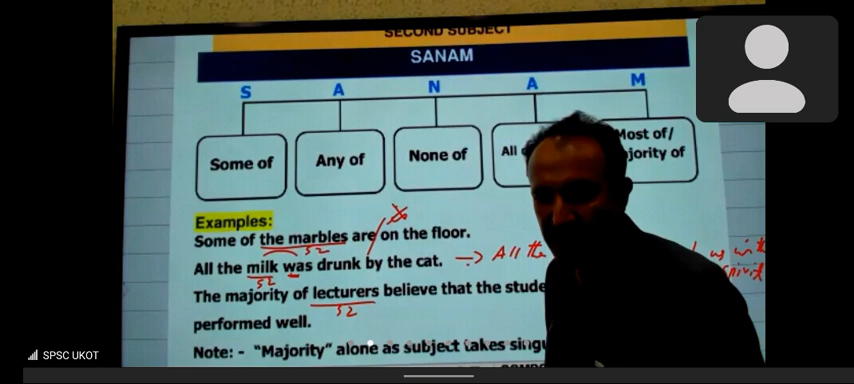 SECOND SUBJECT
SANAM
S A N A M
Some of
Any of
None of
All
Most of/
jority of
Examples:
Some of the marbles are on the floor.
S2
All the milk was drunk by the cat. → All the
S2
The majority of lecturers believe that the stude
S2
performed well.
Note: - “Majority” alone as subject takes singu
SPSC UKOT